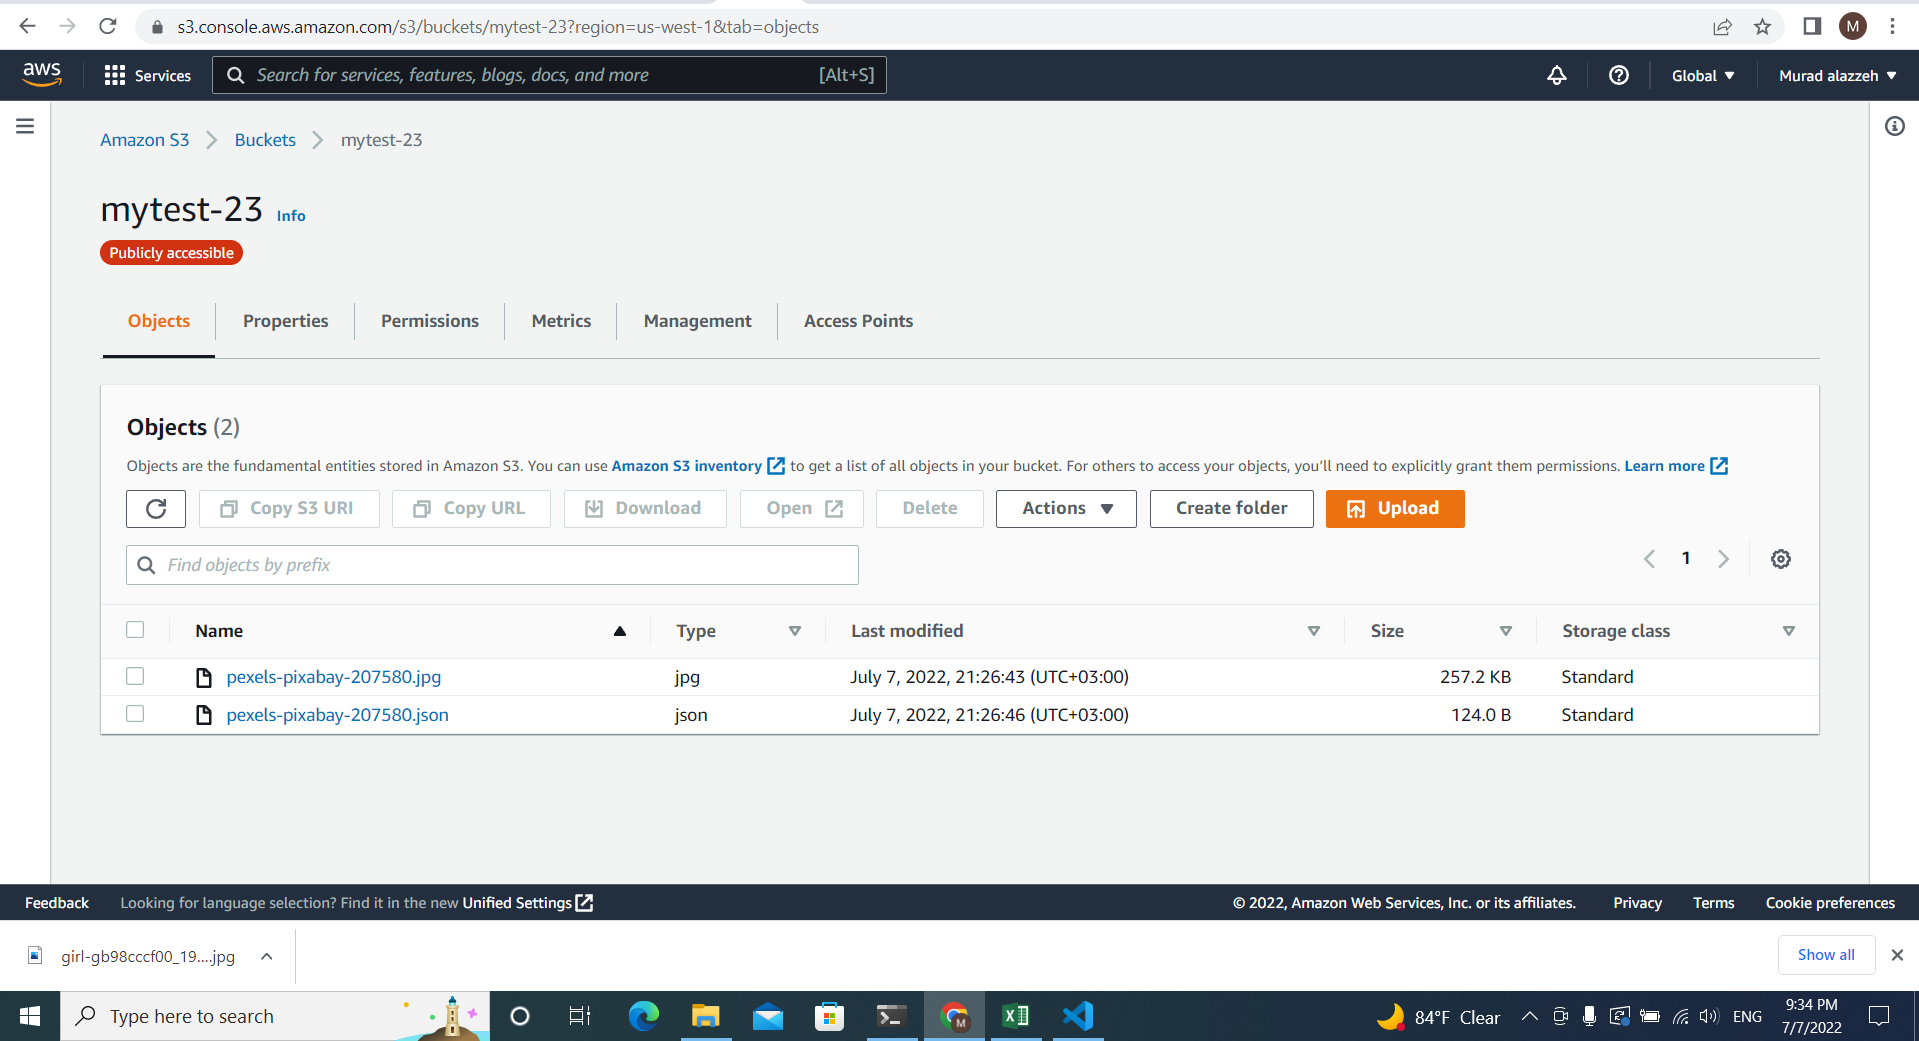 s3.console.aws.amazon.com/s3/buckets/mytest-23?region=us-west-1&tab=objects
M
aws
Services
Search for services, features, blogs, docs, and more
[Alt+S]
Global
Murad alazzeh
Amazon S3
Buckets
mytest-23
mytest-23 Info
Publicly accessible
Objects
Properties
Permissions
Metrics
Management
Access Points
Objects (2)
Objects are the fundamental entities stored in Amazon S3. You can use Amazon S3 inventory to get a list of all objects in your bucket. For others to access your objects, you'll need to explicitly grant them permissions. Learn more
Copy S3 URI
Copy URL
Download
Open
Delete
Actions
Create folder
Upload
Find objects by prefix
1
Name
Type
Last modified
Size
Storage class
pexels-pixabay-207580.jpg
jpg
July 7, 2022, 21:26:43 (UTC+03:00)
257.2 KB
Standard
pexels-pixabay-207580.json
json
July 7, 2022, 21:26:46 (UTC+03:00)
124.0 B
Standard
Feedback
Looking for language selection? Find it in the new Unified Settings
© 2022, Amazon Web Services, Inc. or its affiliates.
Privacy
Terms
Cookie preferences
girl-gb98cccf00_19....jpg
Show all
Type here to search
M
84°F Clear
ENG
9:34 PM
7/7/2022